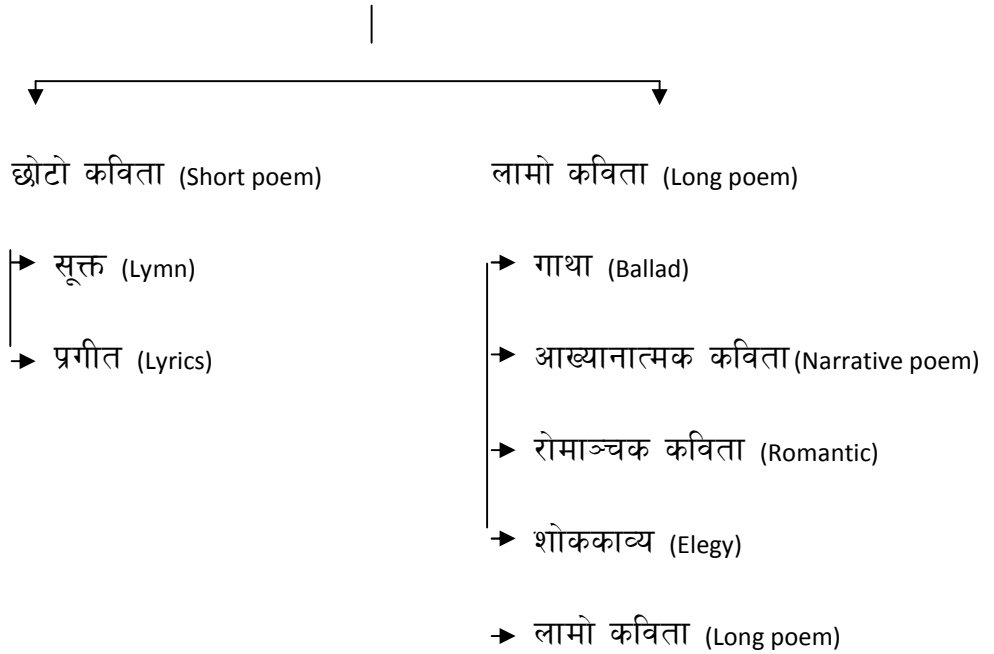 छोटो कविता (Short poem)
लामो कविता (Long poem)
सूक्त (Lymn)
प्रगीत (Lyrics)
गाथा (Ballad)
आख्यानात्मक कविता(Narrative poem)
रोमाञ्चक कविता (Romantic)
शोककाव्य (Elegy)
लामो कविता (Long poem)